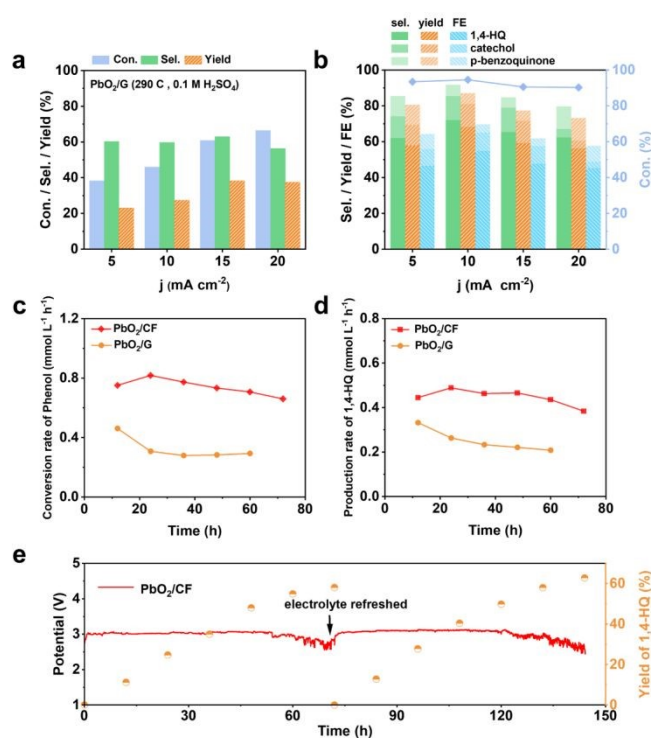 a
Con. Sel. Yield
PbO2/G (290 C , 0.1 M H2SO4)
Con. / Sel. / Yield (%)
100
80
60
40
20
0
5 10 15 20
j (mA cm-2)
b
sel. yield FE
1,4-HQ
catechol
p-benzoquinone
Sel. / Yield / FE (%)
100
80
60
40
20
0
Con. (%)
100
80
60
40
20
0
5 10 15 20
j (mA cm-2)
c
PbO2/CF
PbO2/G
Conversion rate of Phenol (mmol L-1 h-1)
1.2
0.8
0.4
0.0
0 20 40 60 80
Time (h)
d
PbO2/CF
PbO2/G
Production rate of 1,4-HQ (mmol L-1 h-1)
0.8
0.6
0.4
0.2
0.0
0 20 40 60 80
Time (h)
e
PbO2/CF
electrolyte refreshed
Potential (V)
5
4
3
2
1
Yield of 1,4-HQ (%)
60
40
20
0
0 30 60 90 120 150
Time (h)